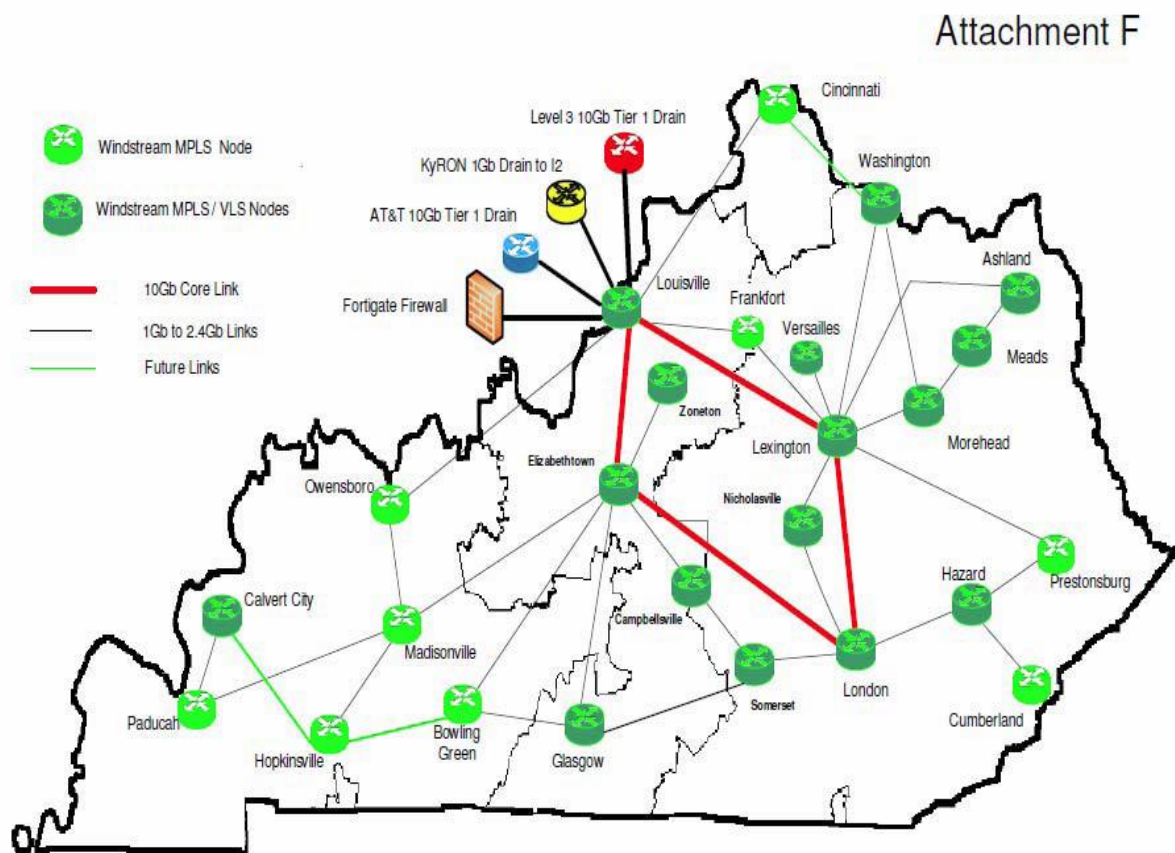 Attachment F
Cincinnati
Level 3 10Gb Tier 1 Drain
Windstream MPLS Node
KyRON 1Gb Drain to I2
Washington
Windstream MPLS / VLS Nodes
AT&T 10Gb Tier 1 Drain
Ashland
Louisville
10Gb Core Link
Frankfort
Fortigate Firewall
Versailles
1Gb to 2.4Gb Links
Meads
Future Links
Zoneton
Morehead
Lexington
Elizabethtown
Owensboro
Nicholasville
Hazard
Prestonsburg
Calvert City
Campbellsville
Madisonville
London
Somerset
Paducah
Cumberland
Bowling
Green
Hopkinsville
Glasgow